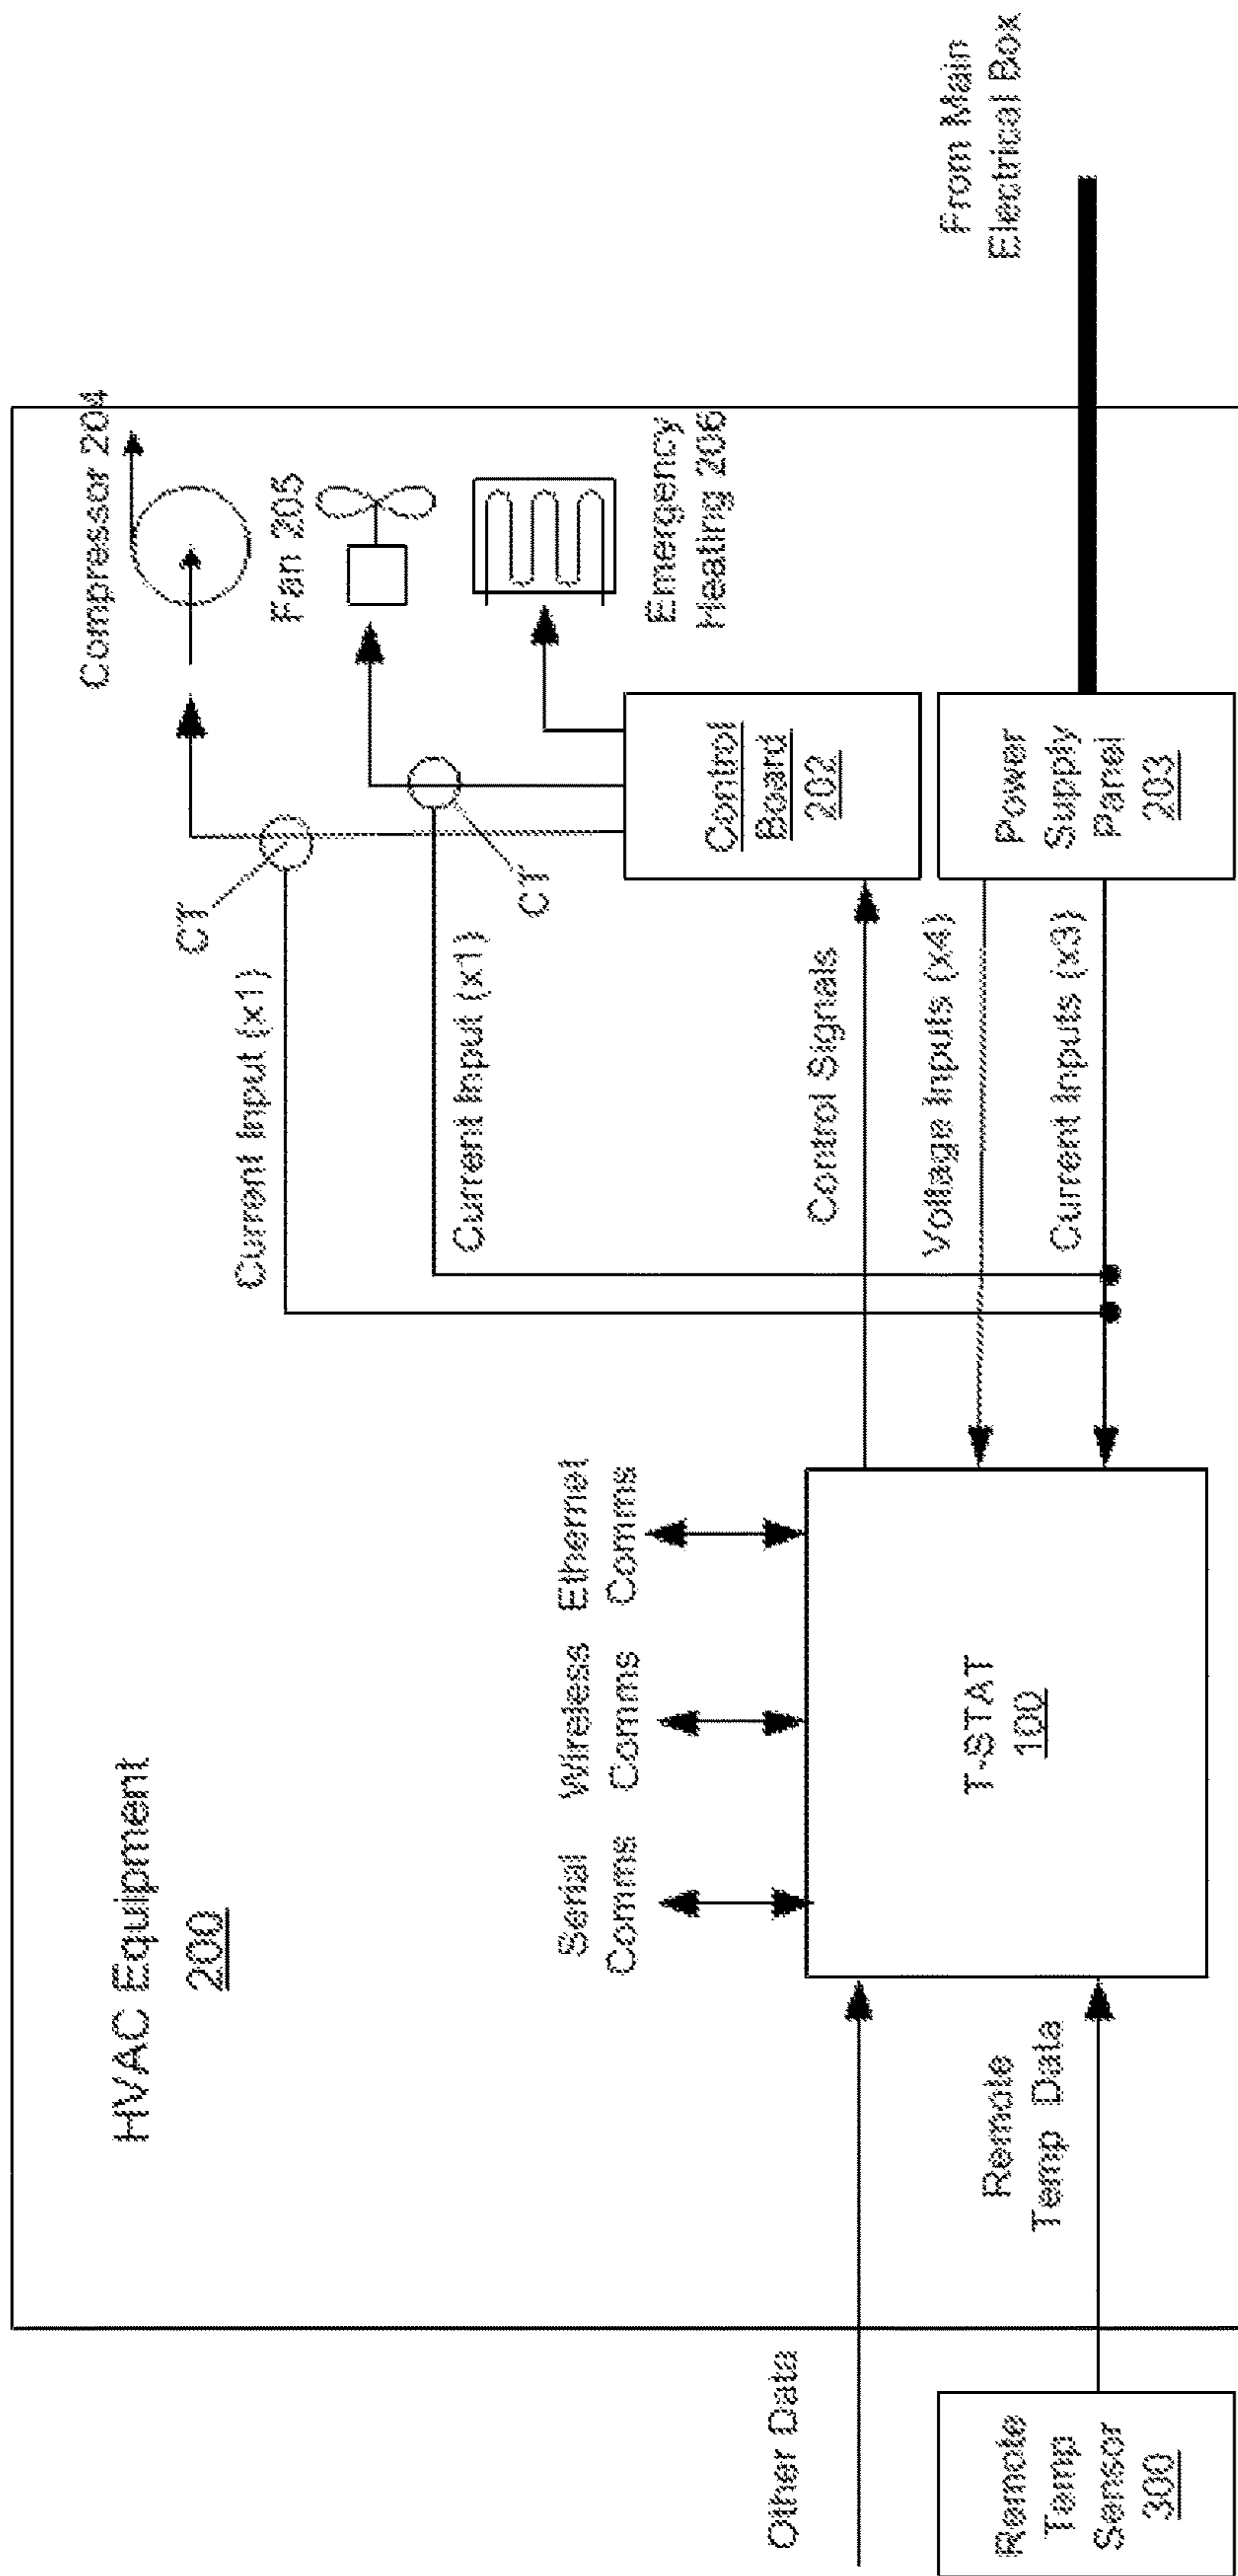 HVAC Equipment
200
Compressor 204
Fan 205
Emergency
Heating 206
CT
CT
Current Input (x1)
Current Input (x1)
Serial
Comms
Wireless
Comms
Ethernet
Comms
Control Signals
Control
Board
202
Other Data
T-STAT
100
Voltage Inputs (x4)
Current Inputs (x3)
Power
Supply
Panel
203
From Main
Electrical Box
Remote
Temp Data
Remote
Temp
Sensor
300